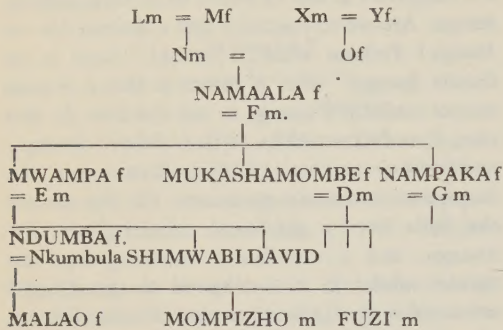 Lm = Mf Xm = Yf.
Nm = Of
NAMAALA f
= F m.
MWAMPA f MUKASHAMOMBE f NAMPAKA f
= E m = D m = G m
NDUMBA f.
= Nkumbula SHIMWABI DAVID
MALAO f MOMPIZHO m FUZI m